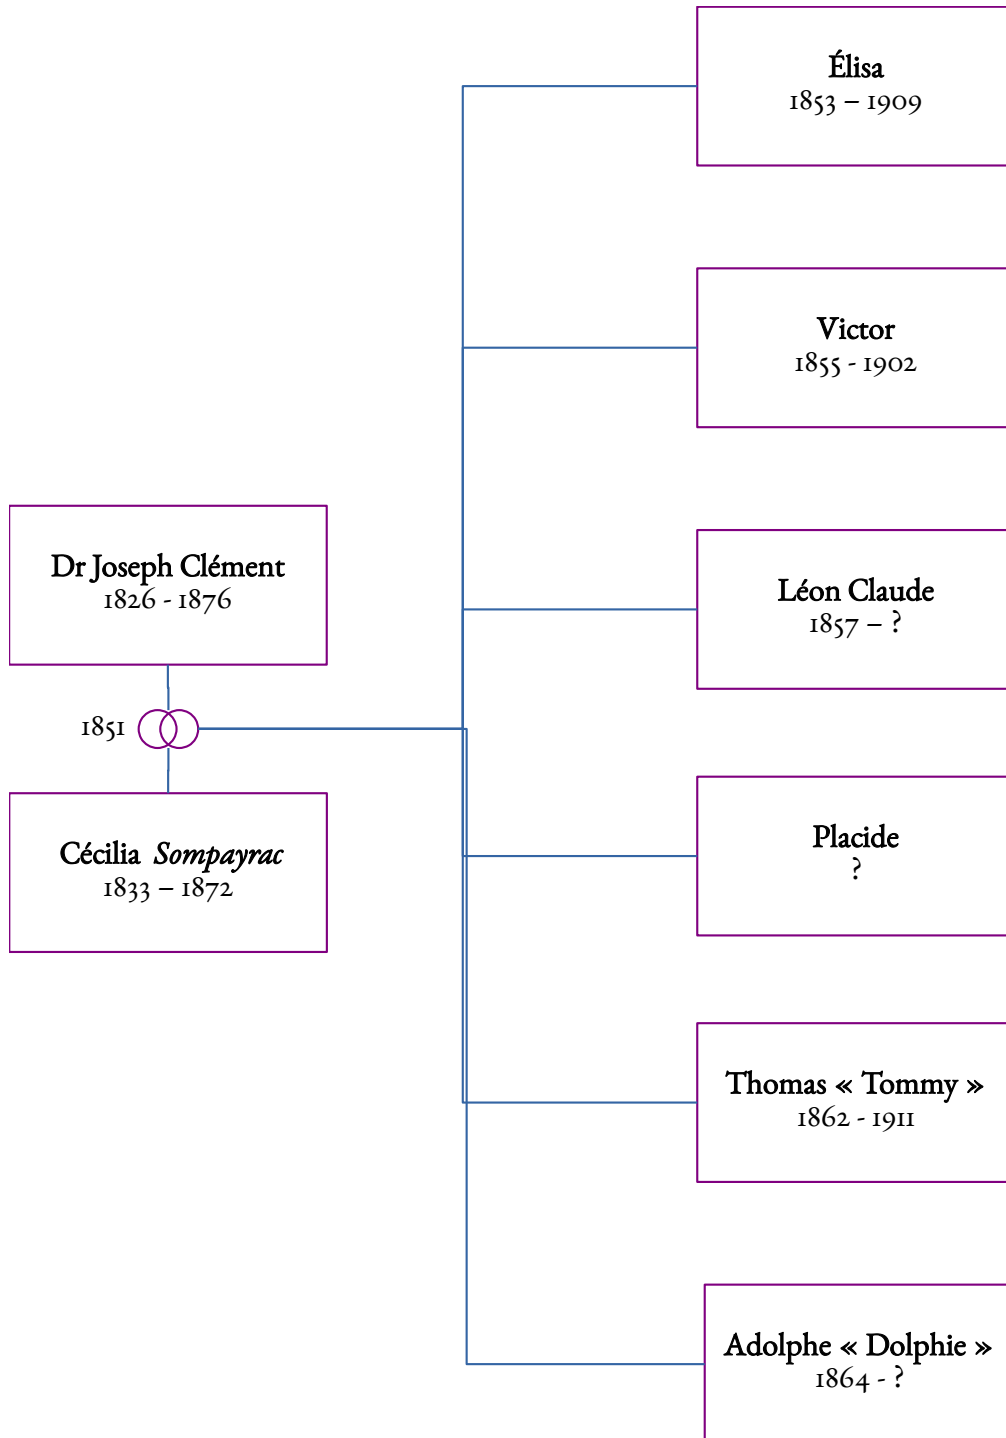 Élisa
1853 – 1909
Victor
1855 - 1902
Léon Claude
1857 – ?
Dr Joseph Clément
1826 - 1876
1851
Cécilia Sompayrac
1833 – 1872
Placide
?
Thomas « Tommy »
1862 - 1911
Adolphe « Dolphie »
1864 - ?